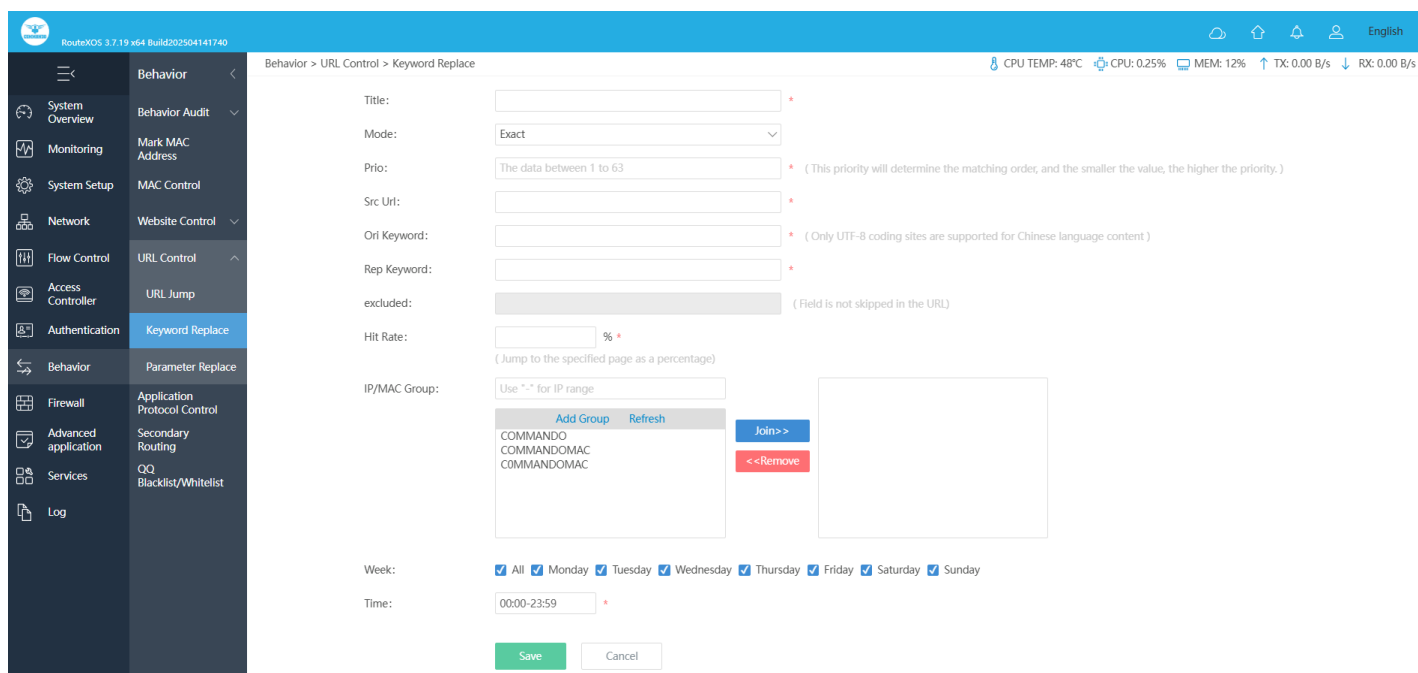 RouteXOS 3.7.19 x64 Build202504141740
English
Behavior
Behavior > URL Control > Keyword Replace
CPU TEMP: 48°C
CPU: 0.25%
MEM: 12%
TX: 0.00 B/s
RX: 0.00 B/s
System
Overview
Monitoring
System Setup
Network
Flow Control
Access
Controller
Authentication
Behavior
Firewall
Advanced
application
Services
Log
Behavior Audit
Mark MAC
Address
MAC Control
Website Control
URL Control
URL Jump
Keyword Replace
Parameter Replace
Application
Protocol Control
Secondary
Routing
QQ
Blacklist/Whitelist
Title: *
Mode: Exact
Prio: The data between 1 to 63 * ( This priority will determine the matching order, and the smaller the value, the higher the priority. )
Src Url: *
Ori Keyword: * ( Only UTF-8 coding sites are supported for Chinese language content )
Rep Keyword: *
excluded: ( Field is not skipped in the URL)
Hit Rate: % *
( Jump to the specified page as a percentage)
IP/MAC Group: Use "-" for IP range
Add Group Refresh
COMMANDO
COMMANDOMAC
C0MMANDOMAC
Join>>
<<Remove
Week: All Monday Tuesday Wednesday Thursday Friday Saturday Sunday
Time: 00:00-23:59 *
Save Cancel